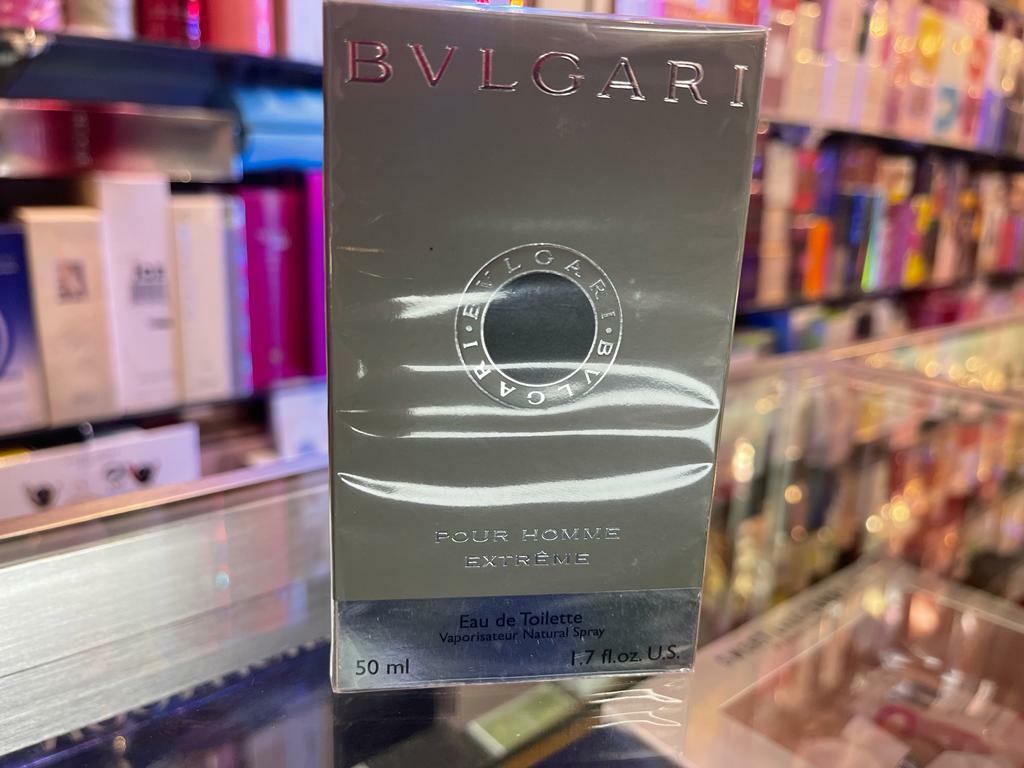 BVLGARI
BVLGARI • BVLGARI •
POUR HOMME
EXTRÊME
Eau de Toilette
Vaporisateur Natural Spray
50 ml 1.7 fl.oz. U.S.